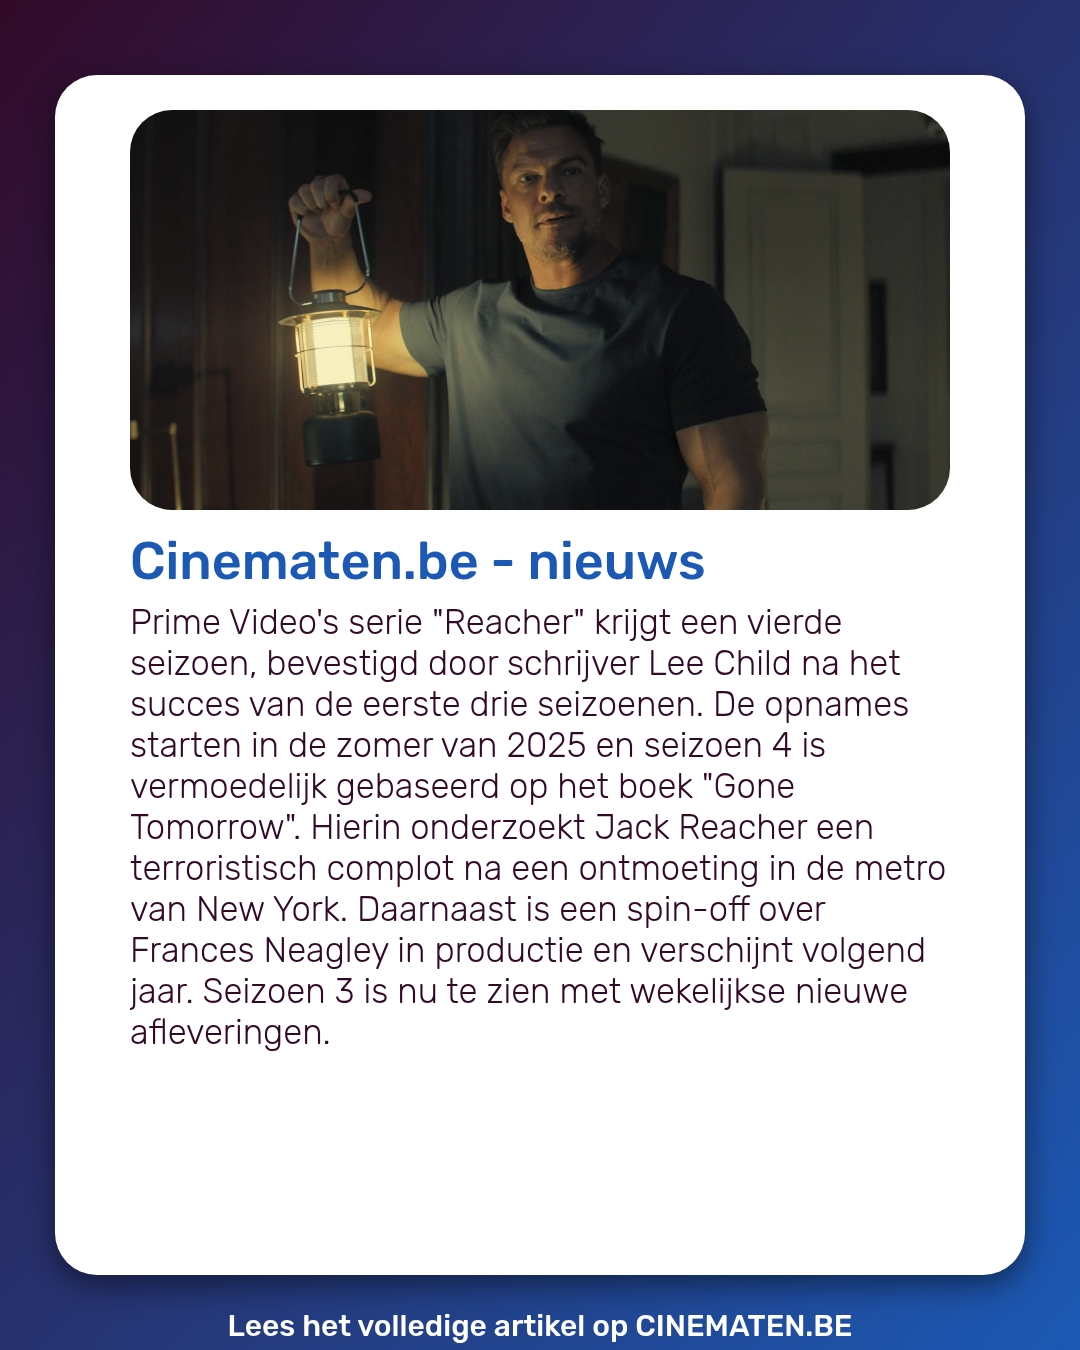 Cinematen.be - nieuws
Prime Video's serie "Reacher" krijgt een vierde
seizoen, bevestigd door schrijver Lee Child na het
succes van de eerste drie seizoenen. De opnames
starten in de zomer van 2025 en seizoen 4 is
vermoedelijk gebaseerd op het boek "Gone
Tomorrow". Hierin onderzoekt Jack Reacher een
terroristisch complot na een ontmoeting in de metro
van New York. Daarnaast is een spin-off over
Frances Neagley in productie en verschijnt volgend
jaar. Seizoen 3 is nu te zien met wekelijkse nieuwe
afleveringen.
Lees het volledige artikel op CINEMATEN.BE